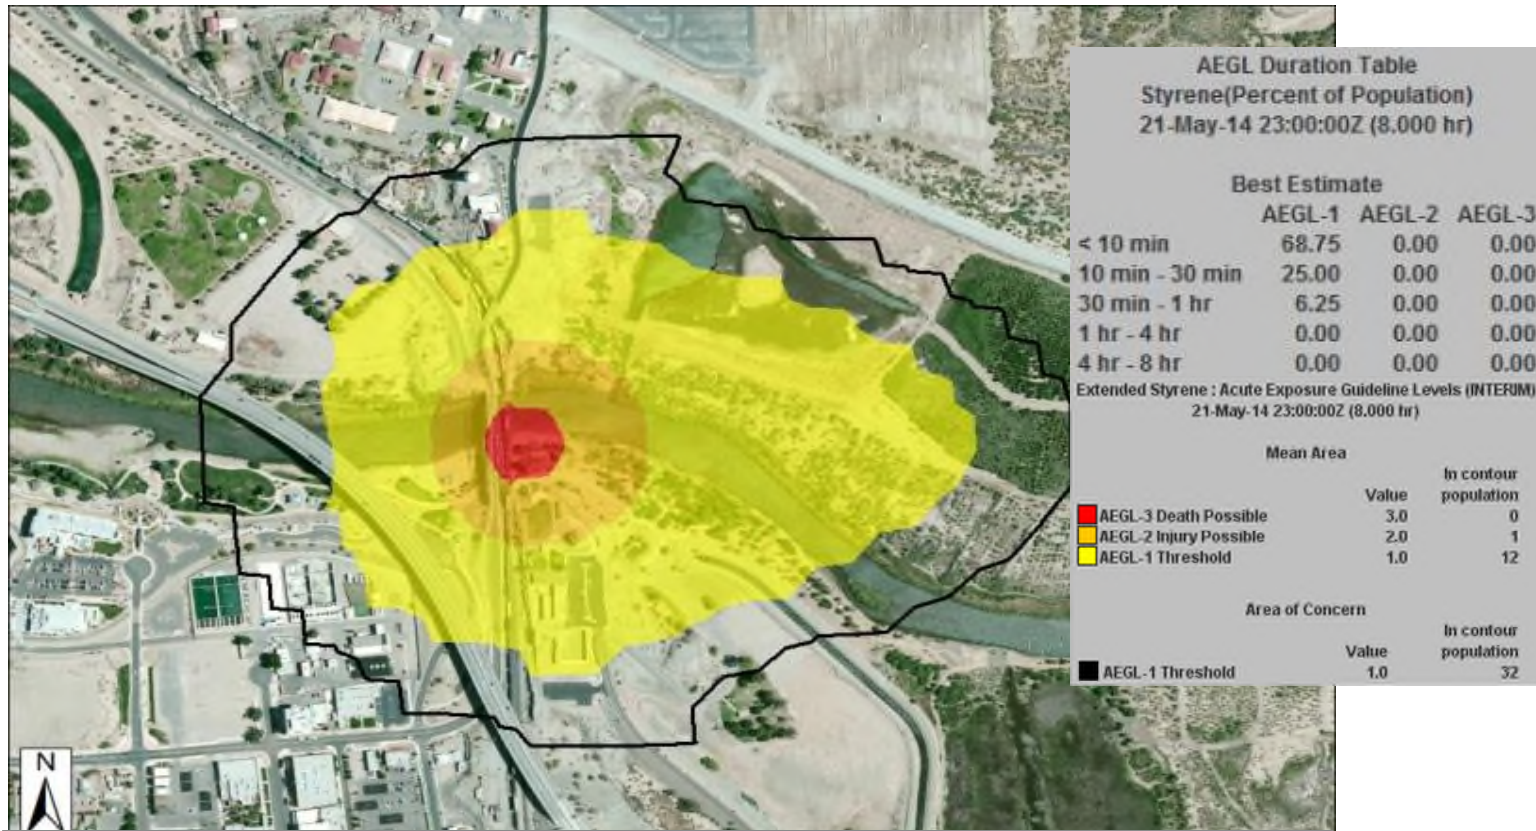 AEGL Duration Table
Styrene(Percent of Population)
21-May-14 23:00:00Z (8.000 hr)
Best Estimate
AEGL-1 AEGL-2 AEGL-3
< 10 min 68.75 0.00 0.00
10 min - 30 min 25.00 0.00 0.00
30 min - 1 hr 6.25 0.00 0.00
1 hr - 4 hr 0.00 0.00 0.00
4 hr - 8 hr 0.00 0.00 0.00
Extended Styrene : Acute Exposure Guideline Levels (INTERIM)
21-May-14 23:00:00Z (8.000 hr)
Mean Area
In contour
Value population
AEGL-3 Death Possible 3.0 0
AEGL-2 Injury Possible 2.0 1
AEGL-1 Threshold 1.0 12
Area of Concern
In contour
Value population
AEGL-1 Threshold 1.0 32
N